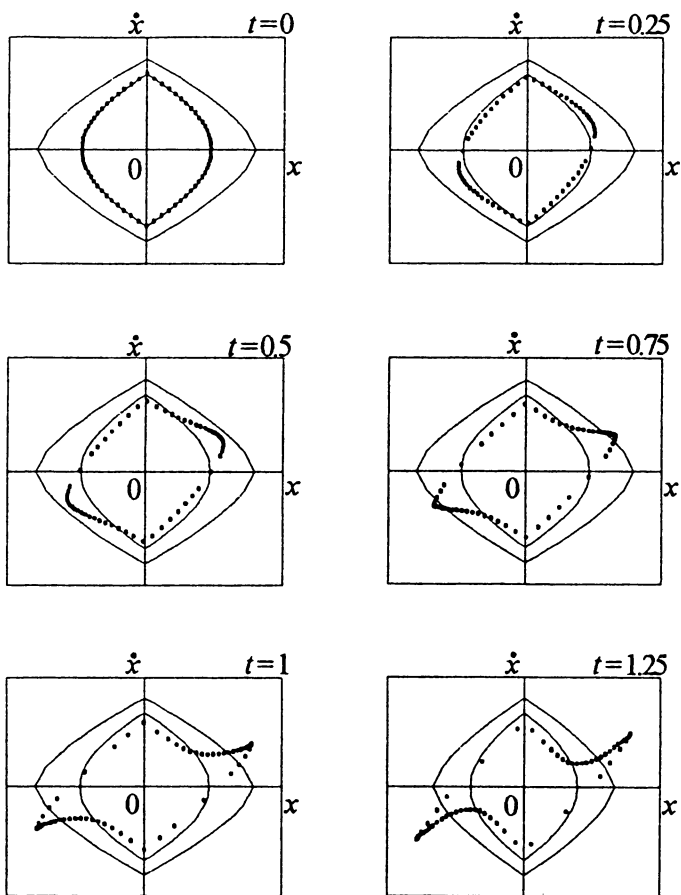 ẋ t=0
0 x
ẋ t=0.25
0 x
ẋ t=0.5
0 x
ẋ t=0.75
0 x
ẋ t=1
0 x
ẋ t=1.25
0 x